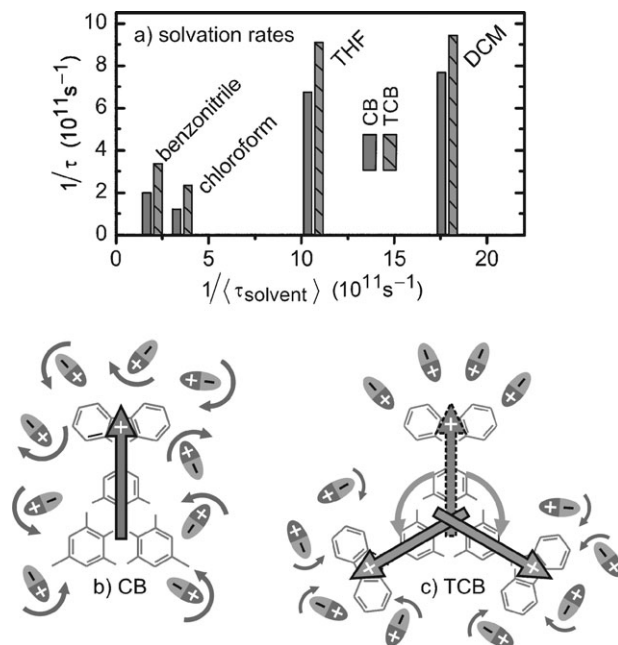 a) solvation rates
THF
DCM
benzonitrile
chloroform
CB
TCB
10
8
6
4
2
0
1/τ (10¹¹s⁻¹)
0 5 10 15 20
1/⟨τsolvent⟩ (10¹¹s⁻¹)
b) CB
c) TCB